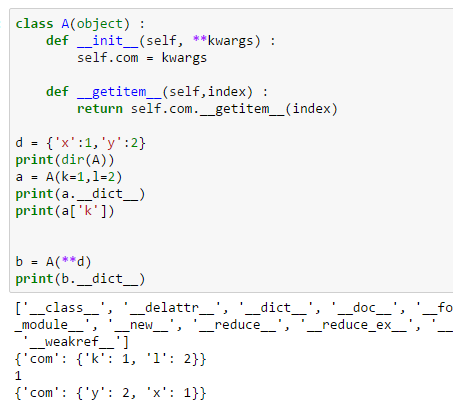 class A(object) :
    def __init__(self, **kwargs) :
        self.com = kwargs
    def __getitem__(self,index) :
        return self.com.__getitem__(index)
d = {'x':1,'y':2}
print(dir(A))
a = A(k=1,l=2)
print(a.__dict__)
print(a['k'])
b = A(**d)
print(b.__dict__)
['__class__', '__delattr__', '__dict__', '__doc__', '__fo
_module__', '__new__', '__reduce__', '__reduce_ex__', '__
'__weakref__']
{'com': {'k': 1, 'l': 2}}
1
{'com': {'y': 2, 'x': 1}}